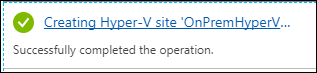 Creating Hyper-V site 'OnPremHyperV...
Successfully completed the operation.